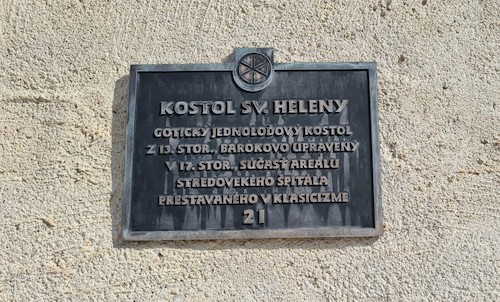 KOSTOL SV. HELENY
GOTICKÝ JEDNOLOĎOVÝ KOSTOL
Z 13. STOR., BAROKOVO UPRAVENÝ
V 17. STOR., SÚČASŤ AREÁLU
STREDOVEKÉHO ŠPITÁLA
PRESTAVANÉHO V KLASICIZME
21